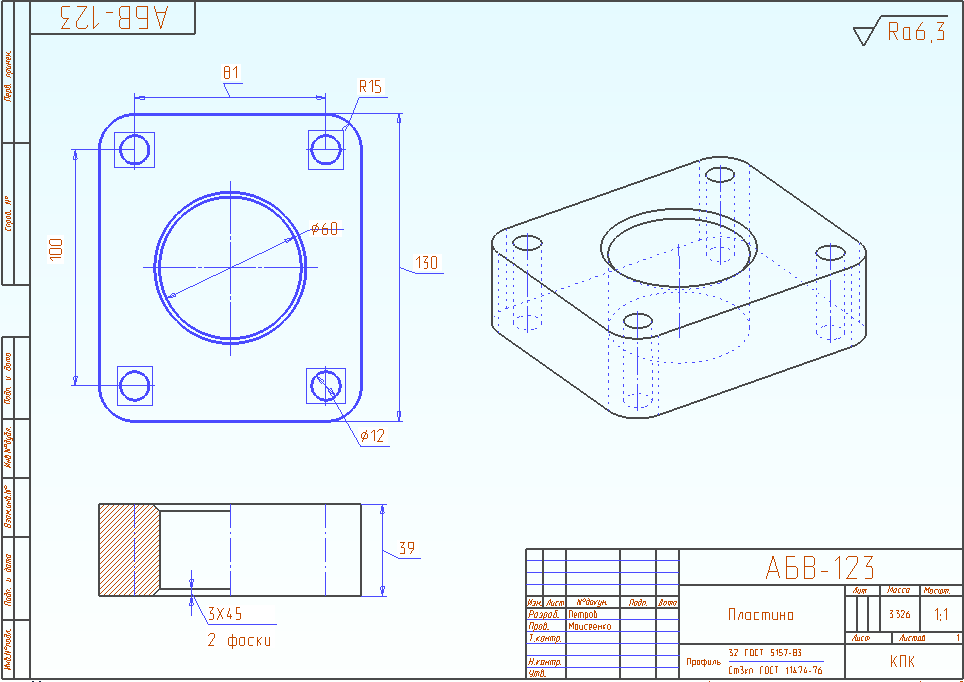 АБВ-123
Ra6,3
Перв. примен.
Справ. №
Подп. и дата
Инв.№дубл.
Взам.инв.№
Подп. и дата
Инв.№подл.
81
R15
100
ϕ60
130
ϕ12
39
3X45
2 фаски
АБВ-123
Изм. Лист №докум. Подп. Дата
Разраб. Петров
Пров. Моисеенко
Т.контр.
Н.контр.
Утв.
Пластина
Лит Масса Масшт.
3326 1:1
Лист Листов 1
Профиль
32 ГОСТ 5157-83
Ст3кп ГОСТ 11474-76
КПК